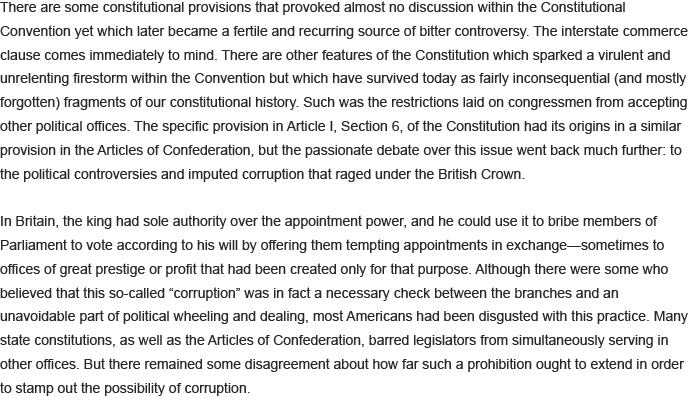 There are some constitutional provisions that provoked almost no discussion within the Constitutional
Convention yet which later became a fertile and recurring source of bitter controversy. The interstate commerce
clause comes immediately to mind. There are other features of the Constitution which sparked a virulent and
unrelenting firestorm within the Convention but which have survived today as fairly inconsequential (and mostly
forgotten) fragments of our constitutional history. Such was the restrictions laid on congressmen from accepting
other political offices. The specific provision in Article I, Section 6, of the Constitution had its origins in a similar
provision in the Articles of Confederation, but the passionate debate over this issue went back much further: to
the political controversies and imputed corruption that raged under the British Crown.

In Britain, the king had sole authority over the appointment power, and he could use it to bribe members of
Parliament to vote according to his will by offering them tempting appointments in exchange—sometimes to
offices of great prestige or profit that had been created only for that purpose. Although there were some who
believed that this so-called “corruption” was in fact a necessary check between the branches and an
unavoidable part of political wheeling and dealing, most Americans had been disgusted with this practice. Many
state constitutions, as well as the Articles of Confederation, barred legislators from simultaneously serving in
other offices. But there remained some disagreement about how far such a prohibition ought to extend in order
to stamp out the possibility of corruption.